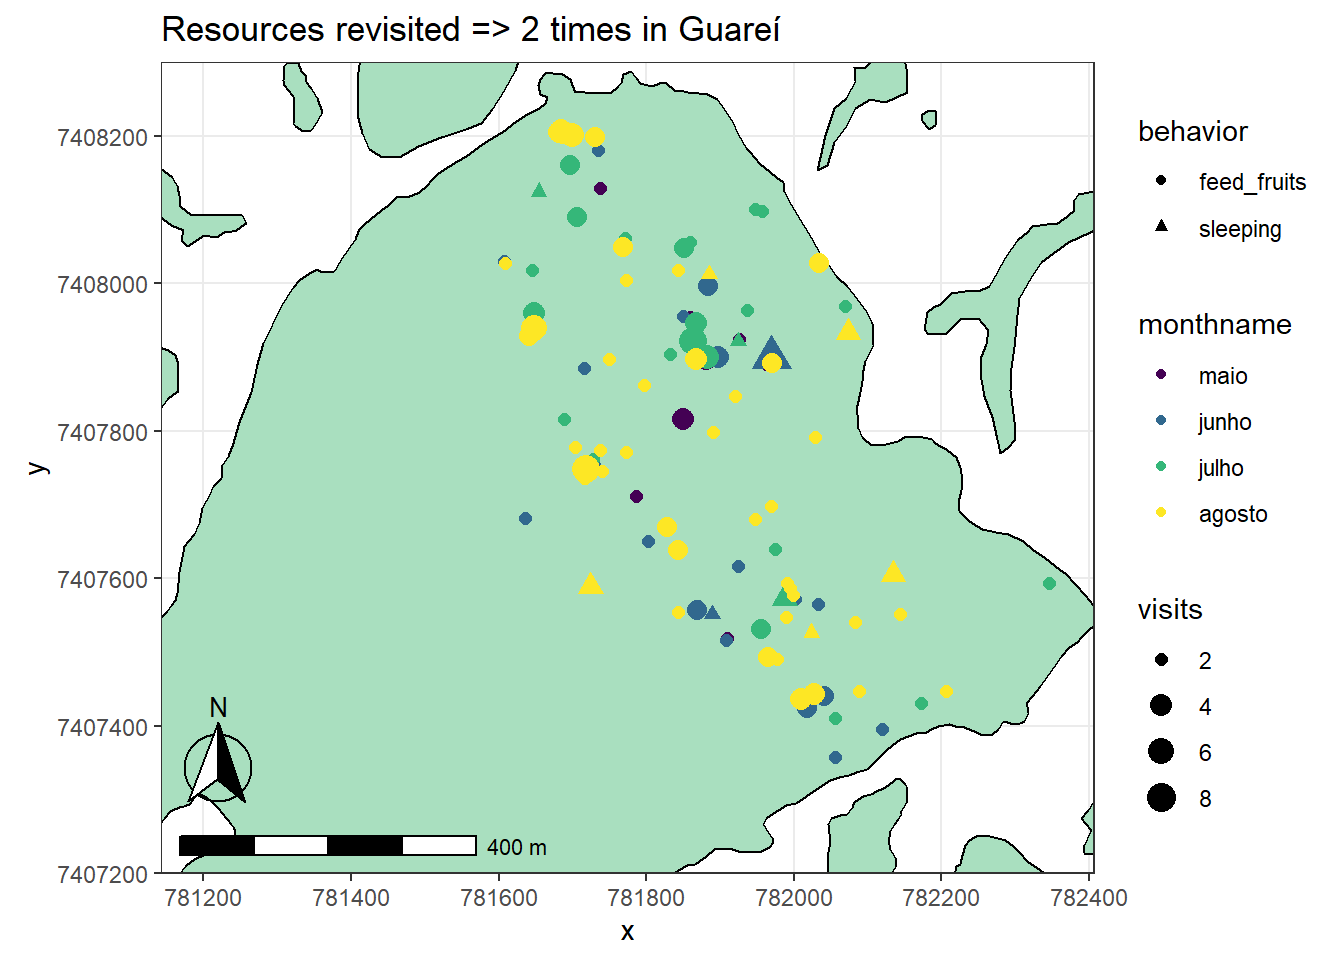 Resources revisited => 2 times in Guareí
7408200
7408000
7407800
7407600
7407400
7407200
y
N
400 m
781200 781400 781600 781800 782000 782200 782400
x
behavior
feed_fruits
sleeping
monthname
maio
junho
julho
agosto
visits
2
4
6
8